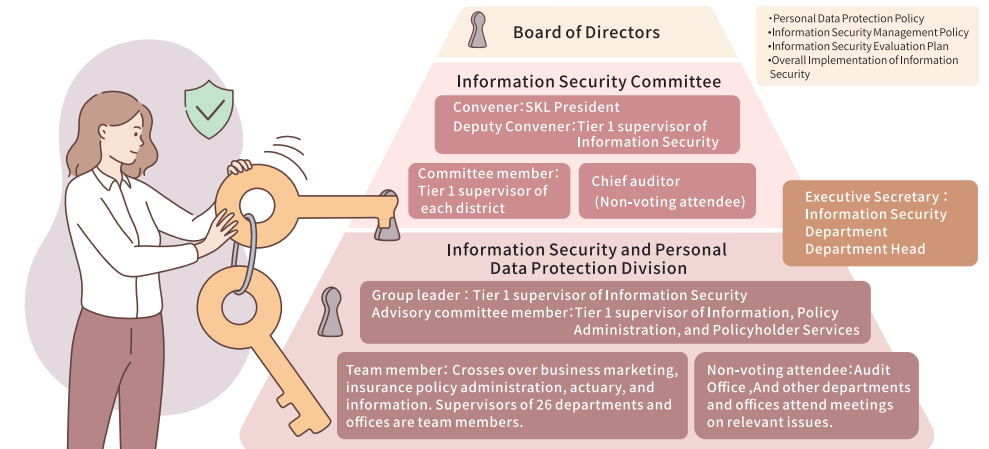 Board of Directors
•Personal Data Protection Policy
•Information Security Management Policy
•Information Security Evaluation Plan
•Overall Implementation of Information
Security
Information Security Committee
Convener：SKL President
Deputy Convener：Tier 1 supervisor of
Information Security
Committee member：
Tier 1 supervisor of
each district
Chief auditor
(Non-voting attendee)
Executive Secretary：
Information Security
Department
Department Head
Information Security and Personal
Data Protection Division
Group leader：Tier 1 supervisor of Information Security
Advisory committee member：Tier 1 supervisor of Information, Policy
Administration, and Policyholder Services
Team member：Crosses over business marketing,
insurance policy administration, actuary, and
information. Supervisors of 26 departments and
offices are team members.
Non-voting attendee：Audit
Office ,And other departments
and offices attend meetings
on relevant issues.